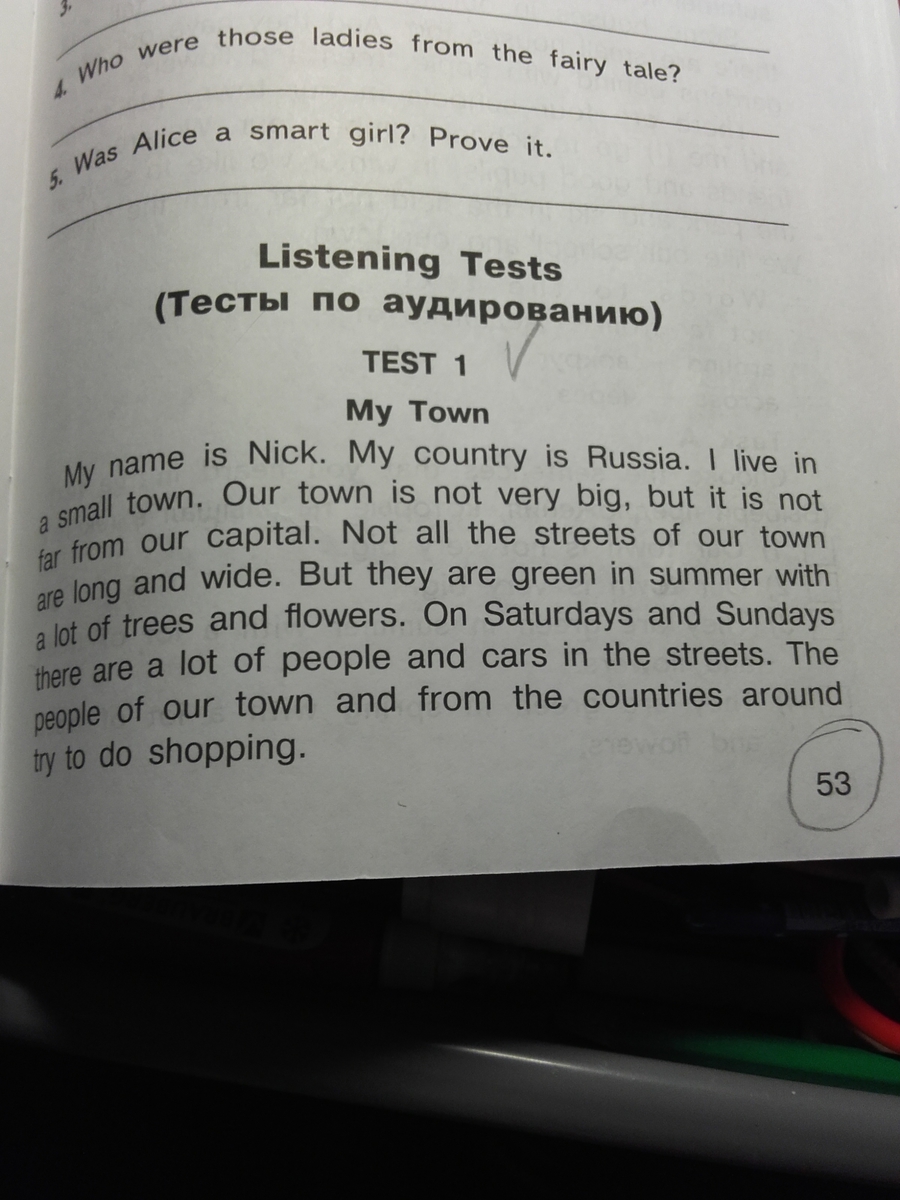 3.
4. Who were those ladies from the fairy tale?
5. Was Alice a smart girl? Prove it.
Listening Tests
(Тесты по аудированию)
TEST 1
My Town
My name is Nick. My country is Russia. I live in
a small town. Our town is not very big, but it is not
far from our capital. Not all the streets of our town
are long and wide. But they are green in summer with
a lot of trees and flowers. On Saturdays and Sundays
there are a lot of people and cars in the streets. The
people of our town and from the countries around
try to do shopping.
53